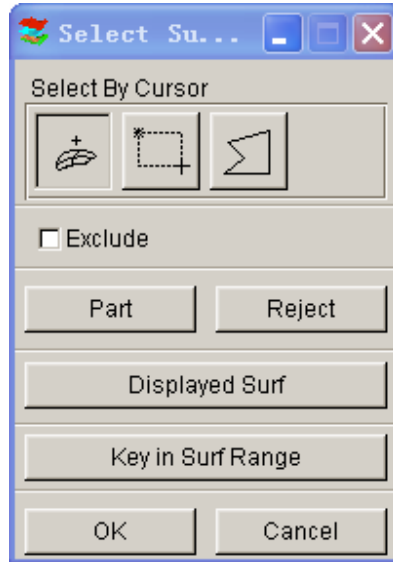 Select Su...
Select By Cursor
Exclude
Part Reject
Displayed Surf
Key in Surf Range
OK Cancel